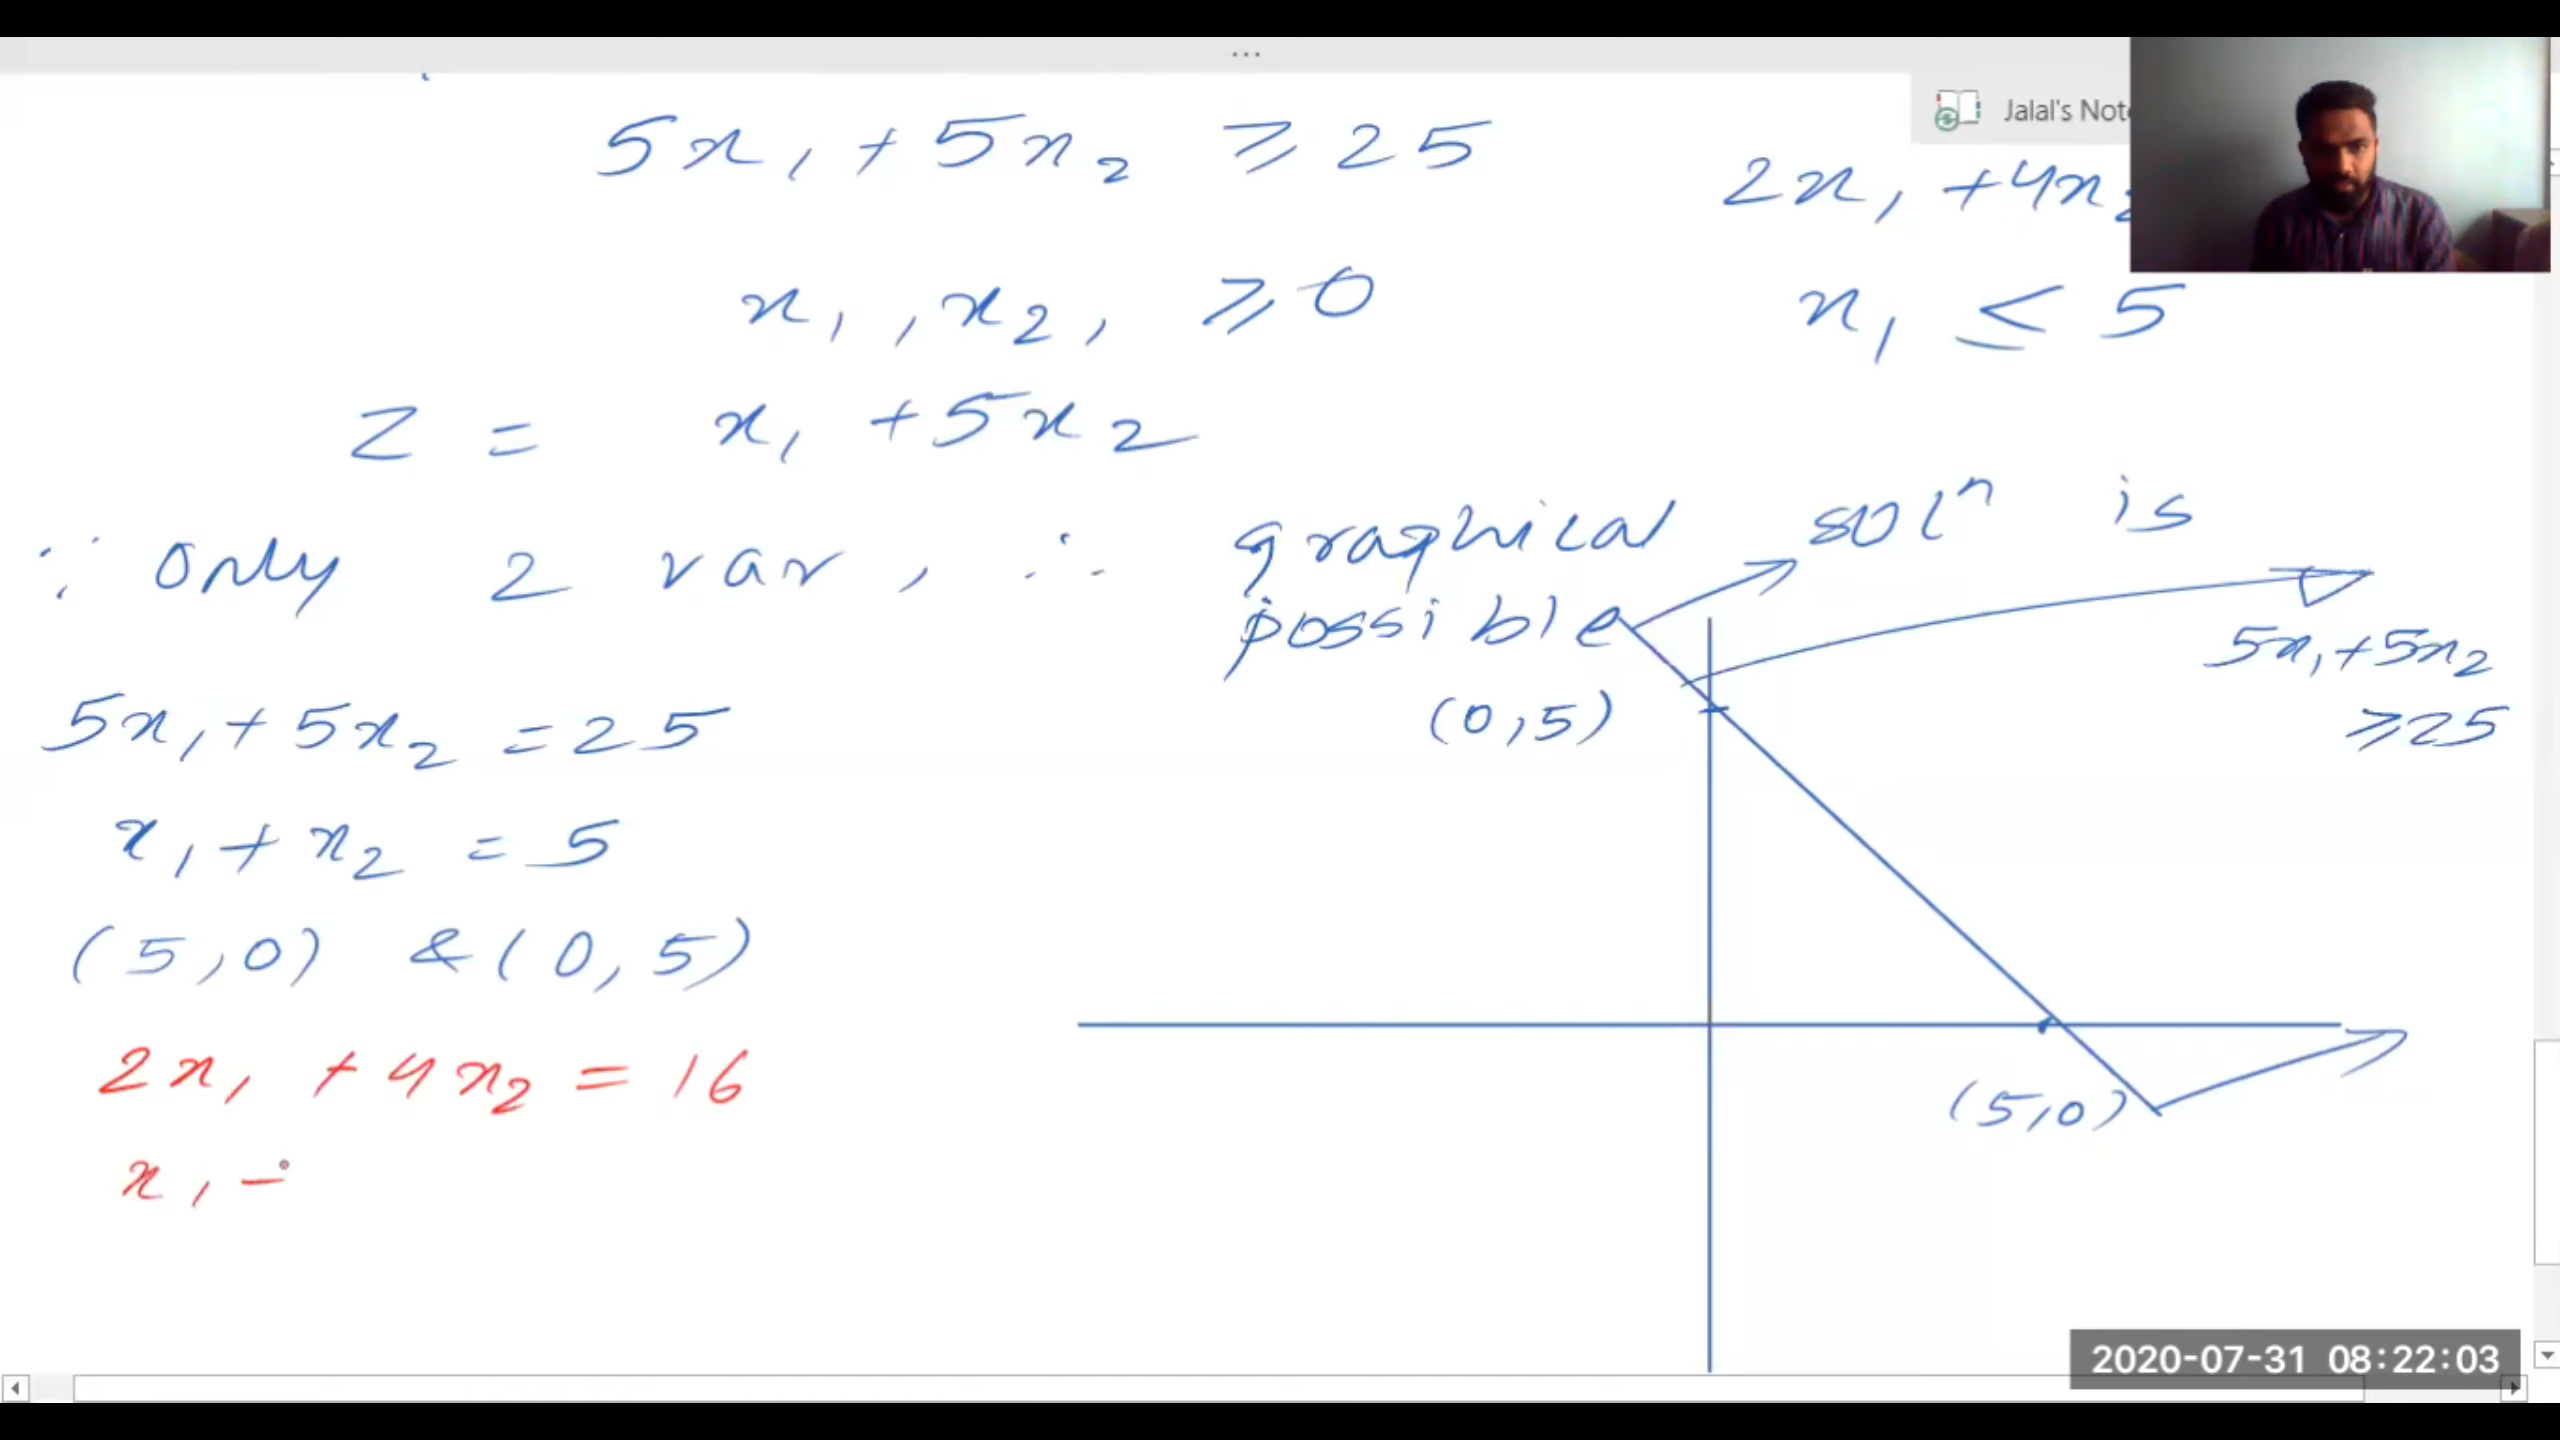 ...
Jalal's Note
5x₁ + 5x₂ ≥ 25
2x₁ + 4x₂
x₁, x₂, ≥ 0
x₁ ≤ 5
Z = x₁ + 5x₂
∵ only 2 var, ∴ graphical solⁿ is
possible
5x₁ + 5x₂ = 25
x₁ + x₂ = 5
(5,0) & (0,5)
2x₁ + 4x₂ = 16
x₁ -
(0,5)
5x₁+5x₂
≥25
(5,0)
2020-07-31 08:22:03